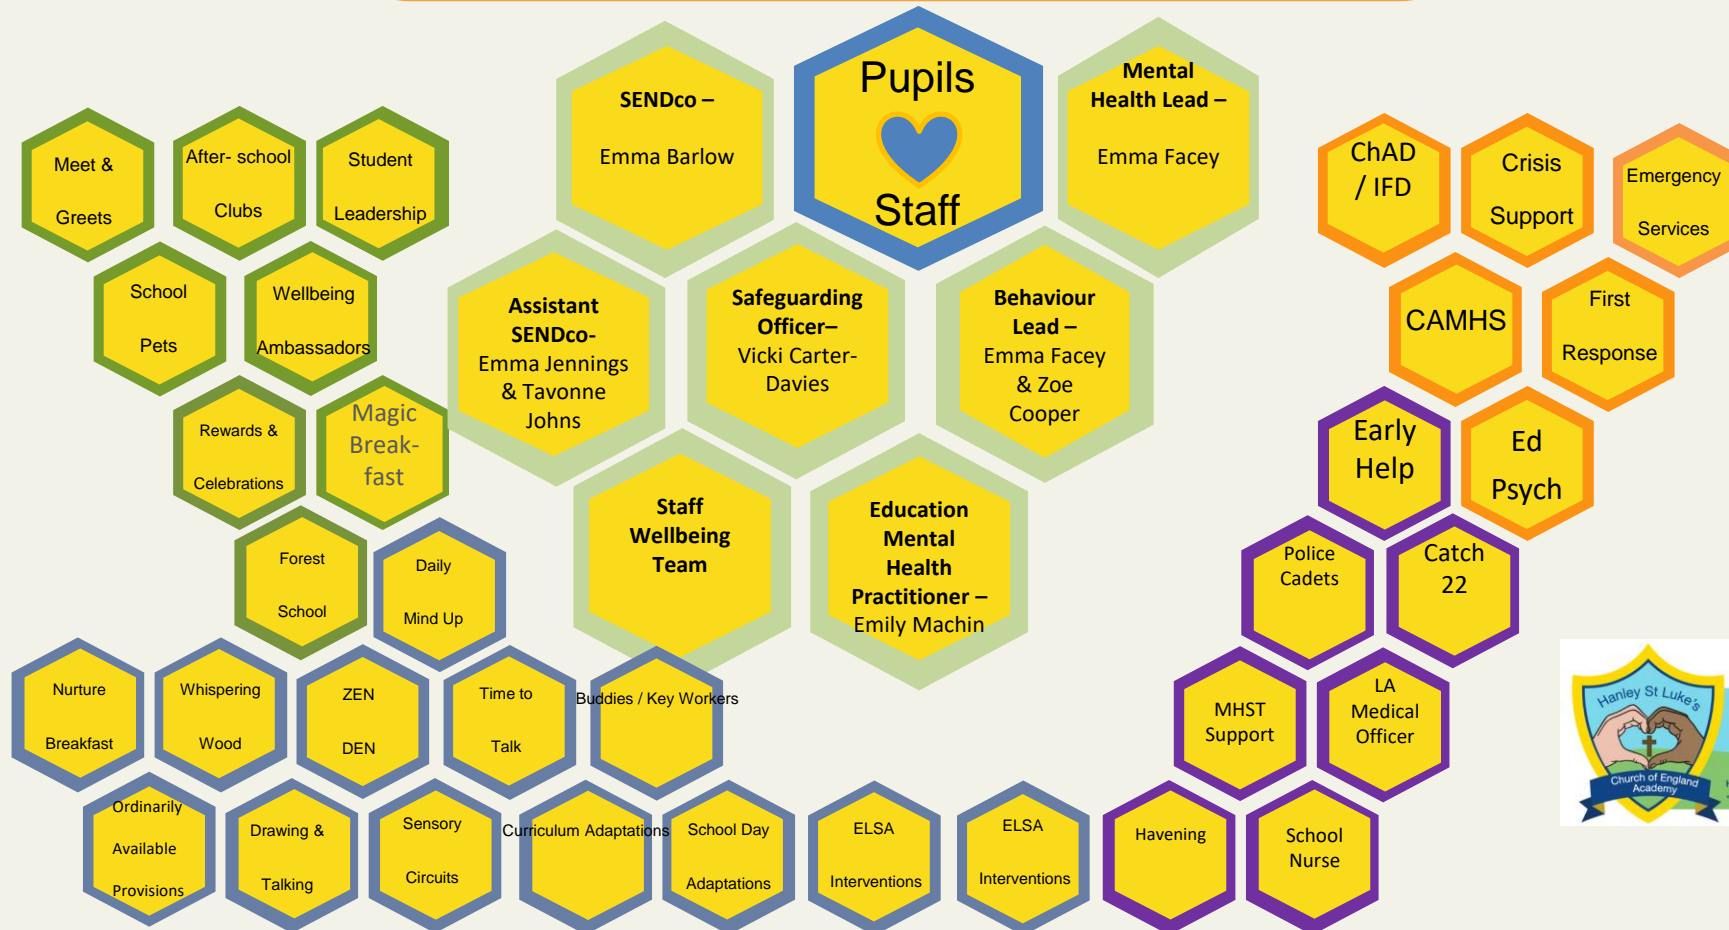 Pupils
Staff
SENDco –
Emma Barlow
Mental
Health Lead –
Emma Facey
Assistant
SENDco-
Emma Jennings
& Tavonne
Johns
Safeguarding
Officer–
Vicki Carter-
Davies
Behaviour
Lead –
Emma Facey
& Zoe
Cooper
Staff
Wellbeing
Team
Education
Mental
Health
Practitioner –
Emily Machin
Meet &
Greets
After- school
Clubs
Student
Leadership
School
Pets
Wellbeing
Ambassadors
Rewards &
Celebrations
Magic
Break-
fast
Forest
School
Daily
Mind Up
Nurture
Breakfast
Whispering
Wood
ZEN
DEN
Time to
Talk
Buddies / Key Workers
Ordinarily
Available
Provisions
Drawing &
Talking
Sensory
Circuits
Curriculum Adaptations
School Day
Adaptations
ELSA
Interventions
ELSA
Interventions
ChAD
/ IFD
Crisis
Support
Emergency
Services
CAMHS
First
Response
Early
Help
Ed
Psych
Police
Cadets
Catch
22
MHST
Support
LA
Medical
Officer
Havening
School
Nurse
Hanley St Luke's
Church of England
Academy